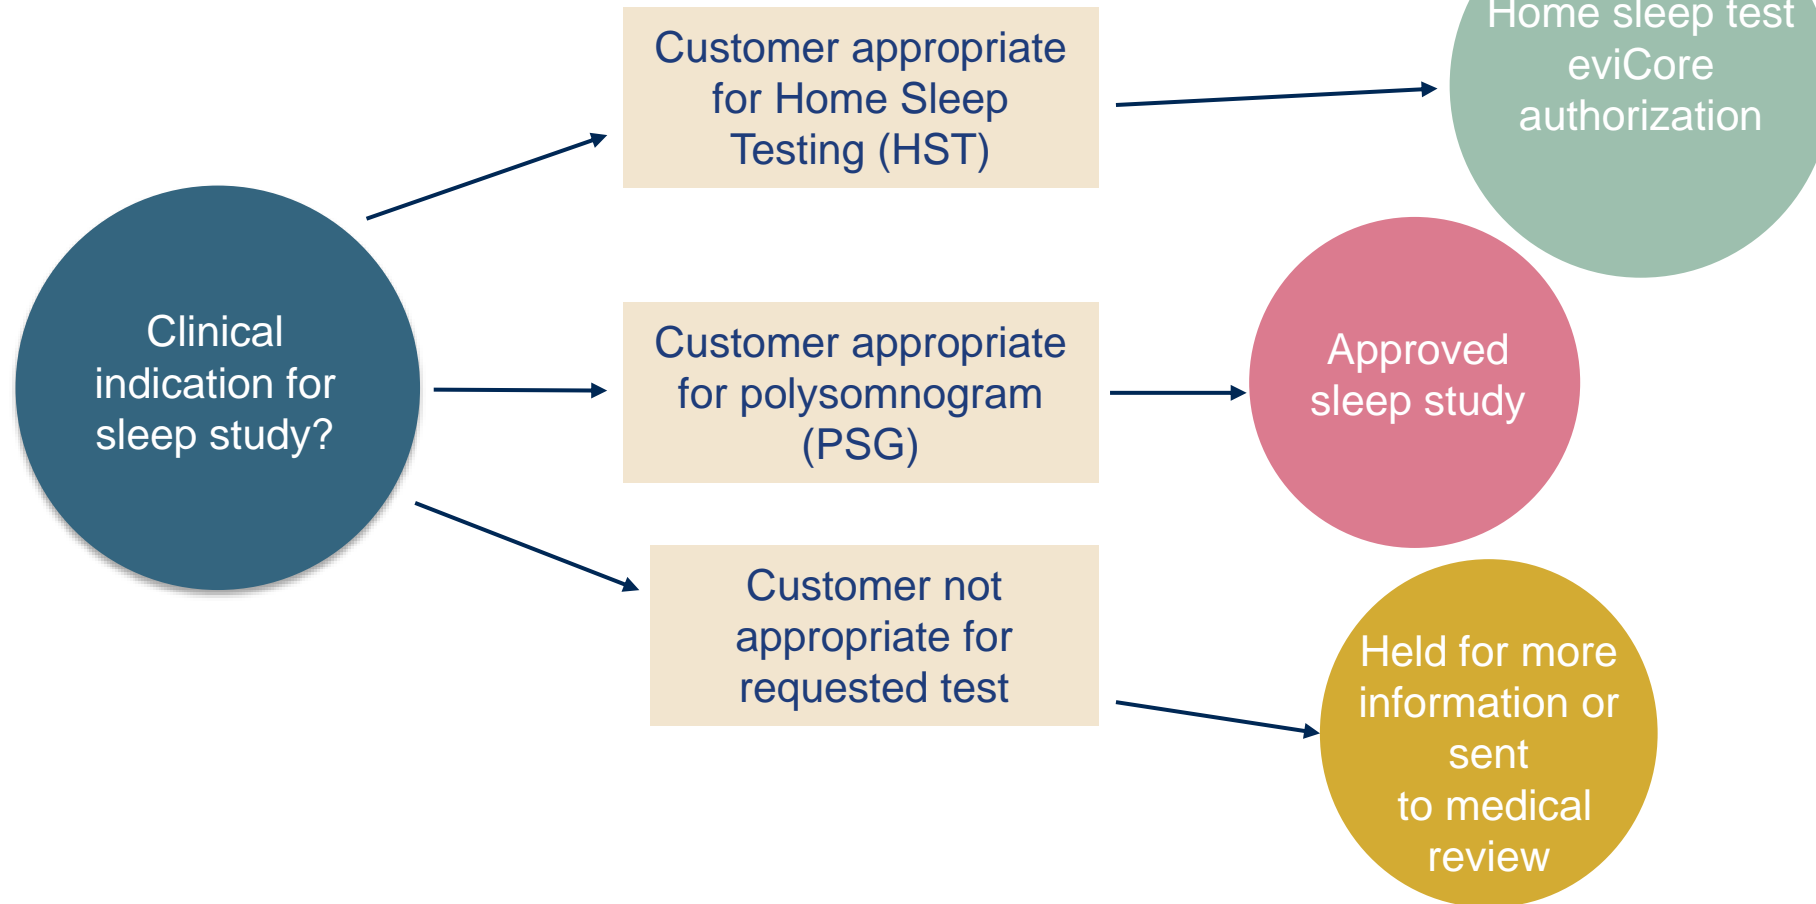 Customer appropriate
for Home Sleep
Testing (HST)
Home sleep test
eviCore
authorization
Clinical
indication for
sleep study?
Customer appropriate
for polysomnogram
(PSG)
Approved
sleep study
Customer not
appropriate for
requested test
Held for more
information or
sent
to medical
review